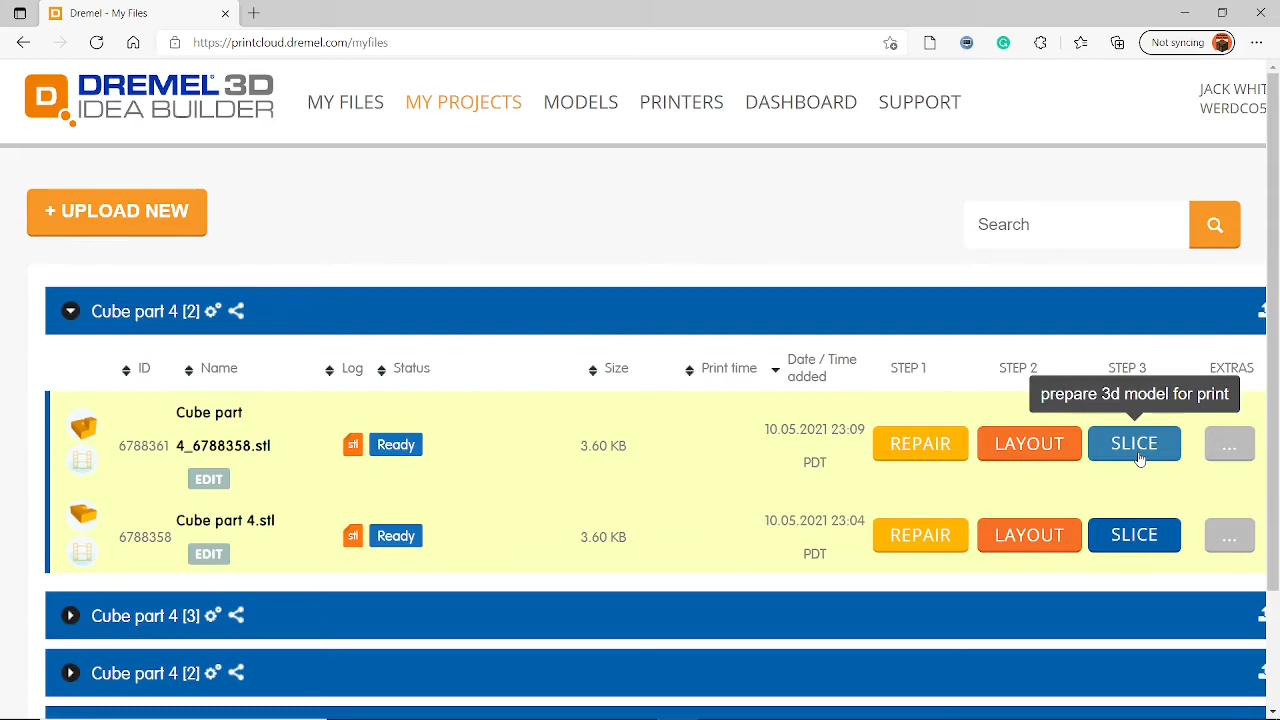 Dremel - My Files
https://printcloud.dremel.com/myfiles
Not syncing
D DREMEL® 3D
IDEA BUILDER
MY FILES MY PROJECTS MODELS PRINTERS DASHBOARD SUPPORT
JACK WHIT
WERDCO5
+ UPLOAD NEW
Search
Cube part 4 [2]
ID Name Log Status Size Print time Date / Time added STEP 1 STEP 2 STEP 3 EXTRAS
prepare 3d model for print
6788361 Cube part 4_6788358.stl stl Ready 3.60 KB 10.05.2021 23:09 PDT REPAIR LAYOUT SLICE ...
EDIT
6788358 Cube part 4.stl stl Ready 3.60 KB 10.05.2021 23:04 PDT REPAIR LAYOUT SLICE ...
EDIT
Cube part 4 [3]
Cube part 4 [2]